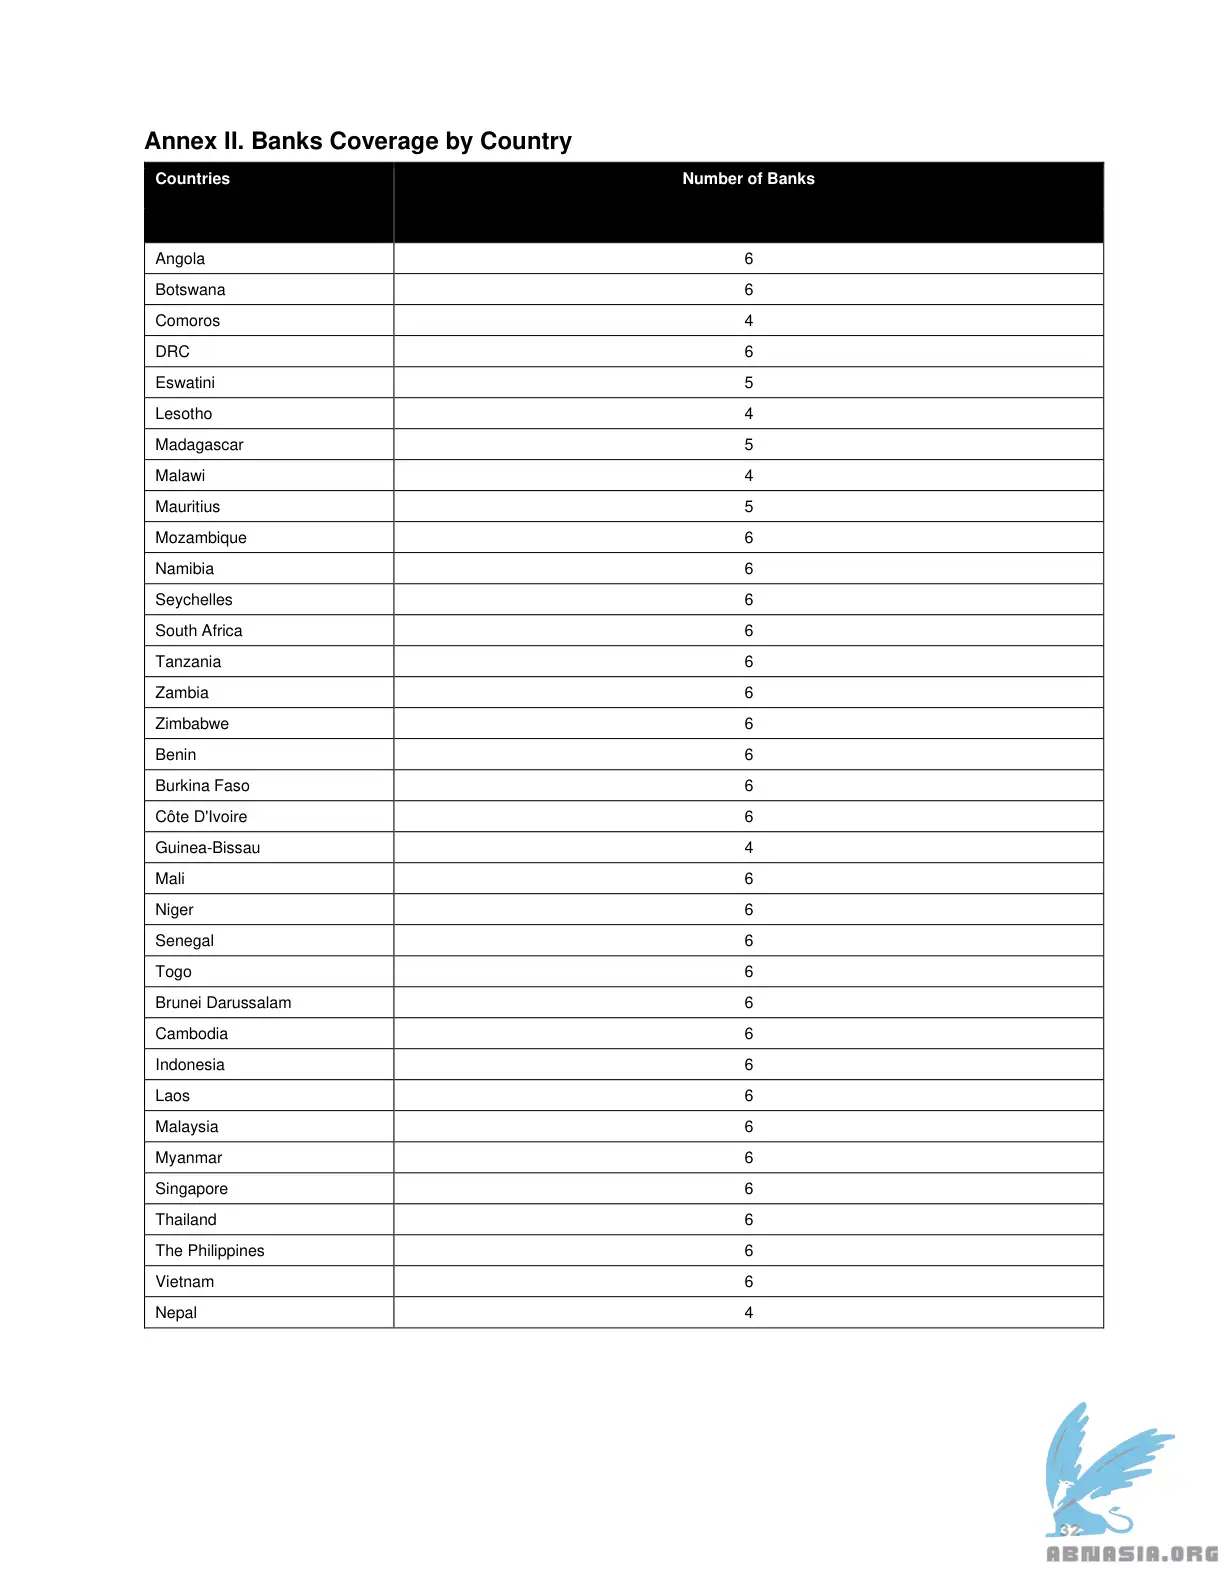 Annex II. Banks Coverage by Country
Countries Number of Banks
Angola 6
Botswana 6
Comoros 4
DRC 6
Eswatini 5
Lesotho 4
Madagascar 5
Malawi 4
Mauritius 5
Mozambique 6
Namibia 6
Seychelles 6
South Africa 6
Tanzania 6
Zambia 6
Zimbabwe 6
Benin 6
Burkina Faso 6
Côte D'Ivoire 6
Guinea-Bissau 4
Mali 6
Niger 6
Senegal 6
Togo 6
Brunei Darussalam 6
Cambodia 6
Indonesia 6
Laos 6
Malaysia 6
Myanmar 6
Singapore 6
Thailand 6
The Philippines 6
Vietnam 6
Nepal 4
32
ABNASIA.ORG